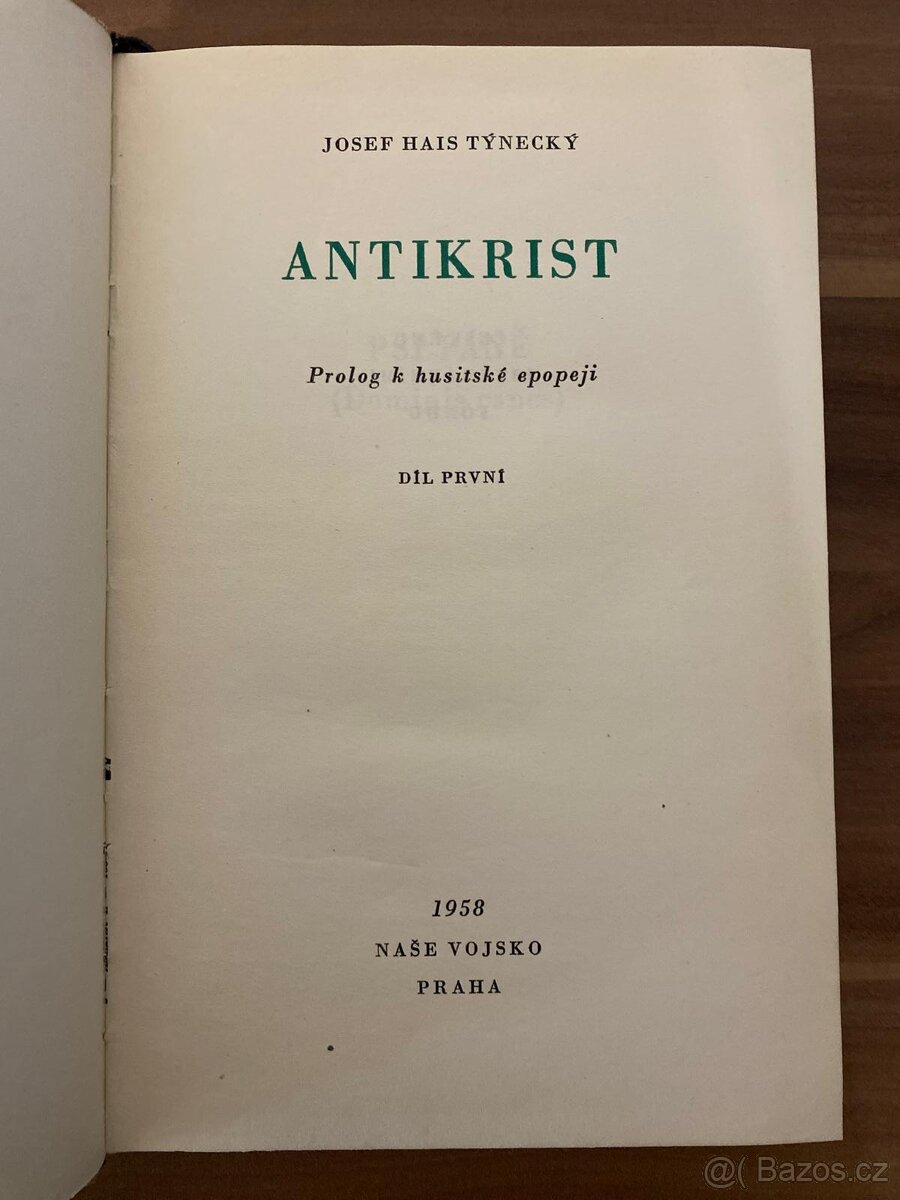 JOSEF HAIS TÝNECKÝ
ANTIKRIST
Prolog k husitské epopeji
DÍL PRVNÍ
1958
NAŠE VOJSKO
PRAHA
@( Bazos.cz